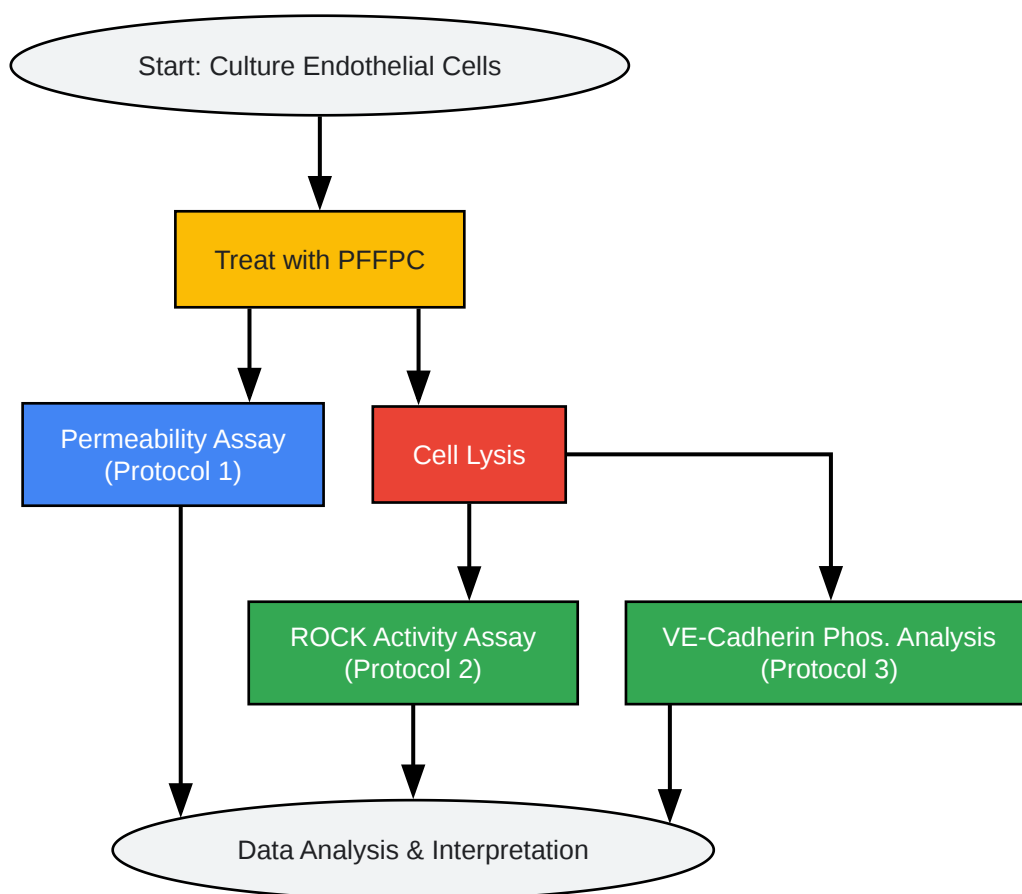 Start: Culture Endothelial Cells
Treat with PFFPC
Permeability Assay
(Protocol 1)
Cell Lysis
ROCK Activity Assay
(Protocol 2)
VE-Cadherin Phos. Analysis
(Protocol 3)
Data Analysis & Interpretation